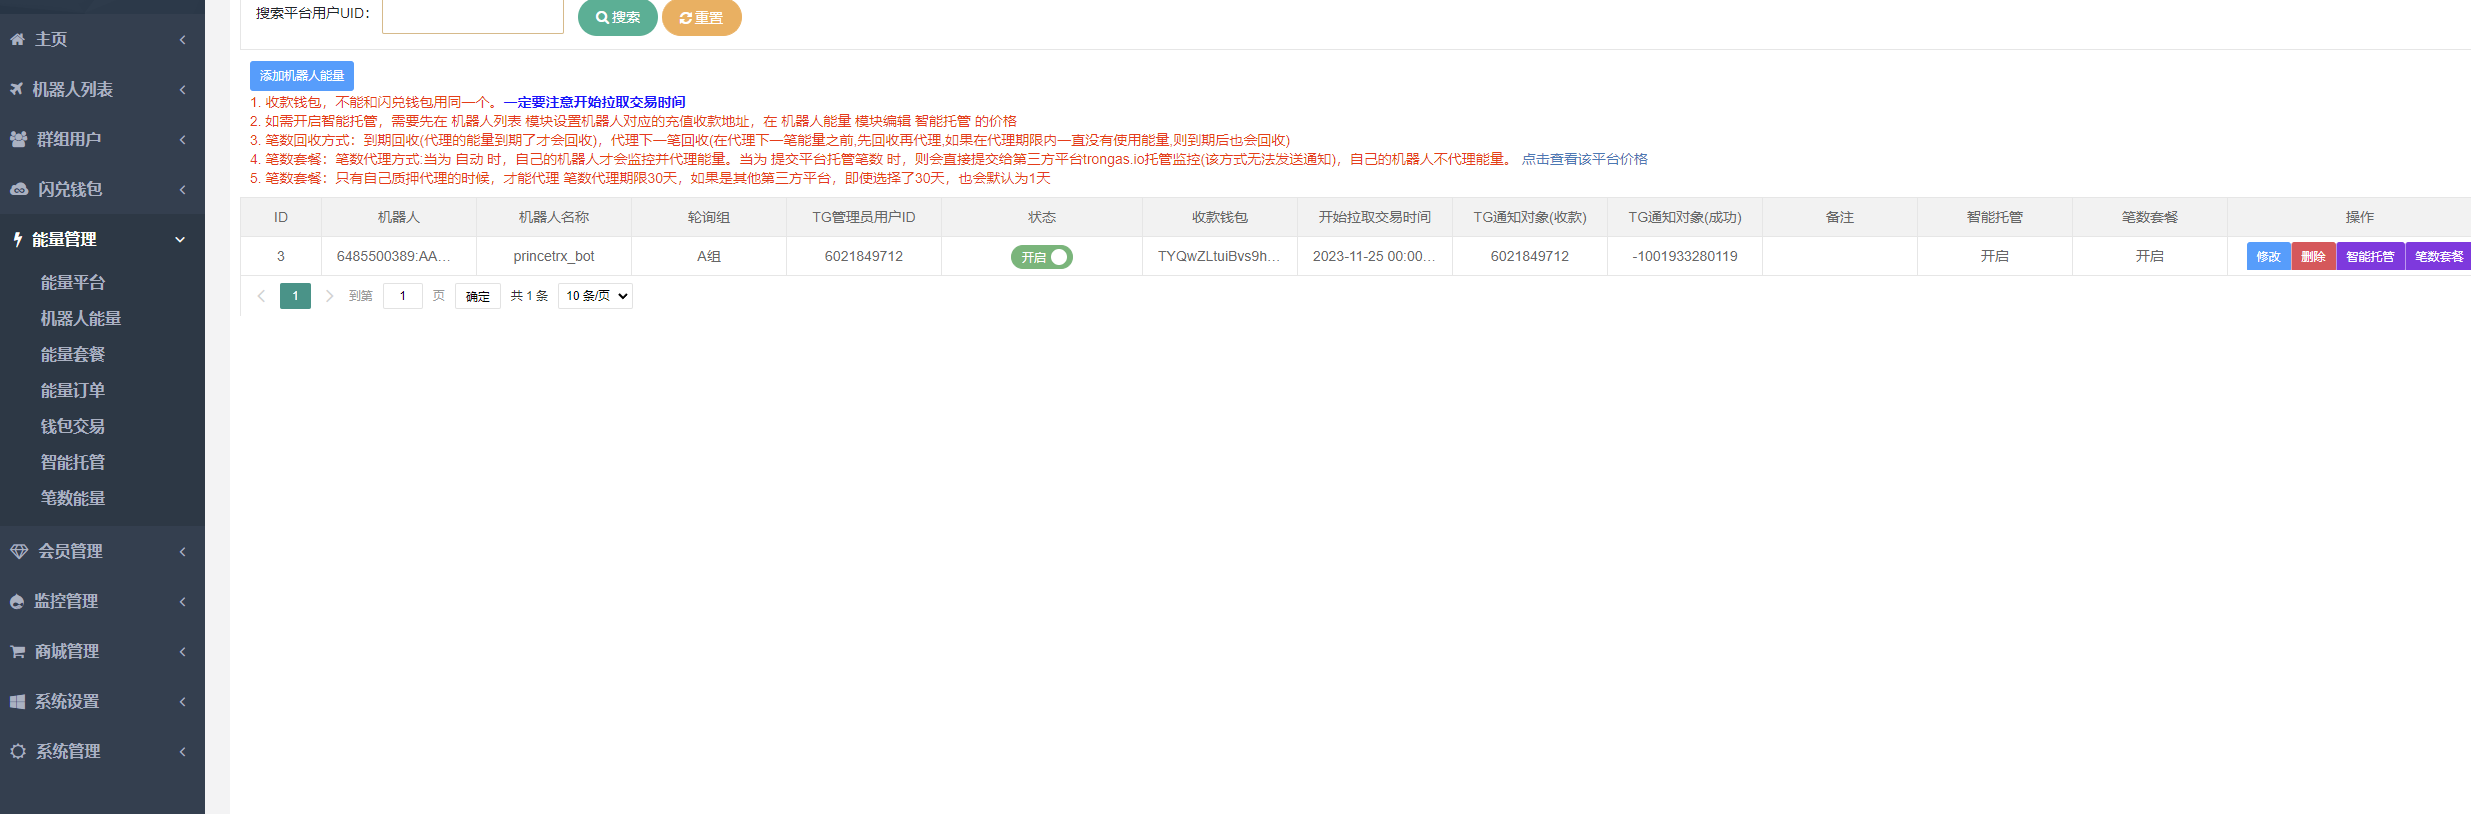 搜索平台用户UID：
搜索
重置
主页
机器人列表
群组用户
闪兑钱包
能量管理
能量平台
机器人能量
能量套餐
能量订单
钱包交易
智能托管
笔数能量
会员管理
监控管理
商城管理
系统设置
系统管理
添加机器人能量
1. 收款钱包，不能和闪兑钱包用同一个。一定要注意开始拉取交易时间
2. 如需开启智能托管，需要先在 机器人列表 模块设置机器人对应的充值收款地址，在 机器人能量 模块编辑 智能托管 的价格
3. 笔数回收方式：到期回收(代理的能量到期了才会回收)，代理下一笔回收(在代理下一笔能量之前,先回收再代理,如果在代理期限内一直没有使用能量,则到期后也会回收)
4. 笔数套餐：笔数代理方式:当为 自动 时，自己的机器人才会监控并代理能量。当为 提交平台托管笔数 时，则会直接提交给第三方平台trongas.io托管监控(该方式无法发送通知)，自己的机器人不代理能量。 点击查看该平台价格
5. 笔数套餐：只有自己质押代理的时候，才能代理 笔数代理期限30天，如果是其他第三方平台，即使选择了30天，也会默认为1天
ID 机器人 机器人名称 轮询组 TG管理员用户ID 状态 收款钱包 开始拉取交易时间 TG通知对象(收款) TG通知对象(成功) 备注 智能托管 笔数套餐 操作
3 6485500389:AA... princetrx_bot A组 6021849712 开启 TYQwZLtuiBvs9h... 2023-11-25 00:00... 6021849712 -1001933280119 开启 开启 修改 删除 智能托管 笔数套餐
1 到第 1 页 确定 共 1 条 10 条/页